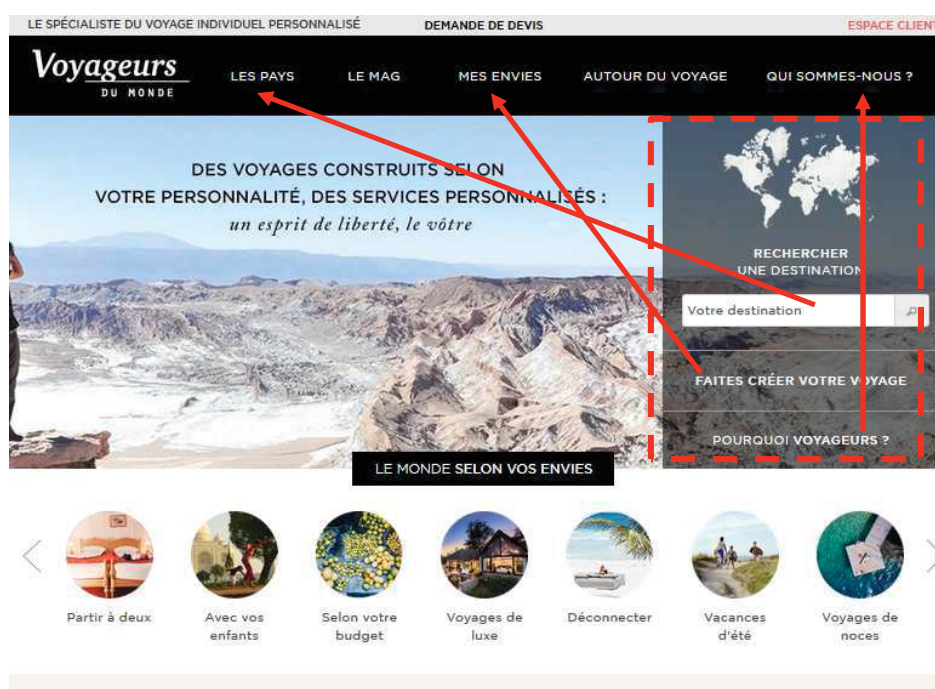 LE SPÉCIALISTE DU VOYAGE INDIVIDUEL PERSONNALISÉ DEMANDE DE DEVIS ESPACE CLIENT
Voyageurs
DU MONDE
LES PAYS LE MAG MES ENVIES AUTOUR DU VOYAGE QUI SOMMES-NOUS ?
DES VOYAGES CONSTRUITS SELON
VOTRE PERSONNALITÉ, DES SERVICES PERSONNALISÉS :
un esprit de liberté, le vôtre
RECHERCHER
UNE DESTINATION
Votre destination
FAITES CRÉER VOTRE VOYAGE
POURQUOI VOYAGEURS ?
LE MONDE SELON VOS ENVIES
Partir à deux
Avec vos
enfants
Selon votre
budget
Voyages de
luxe
Déconnecter
Vacances
d'été
Voyages de
noces